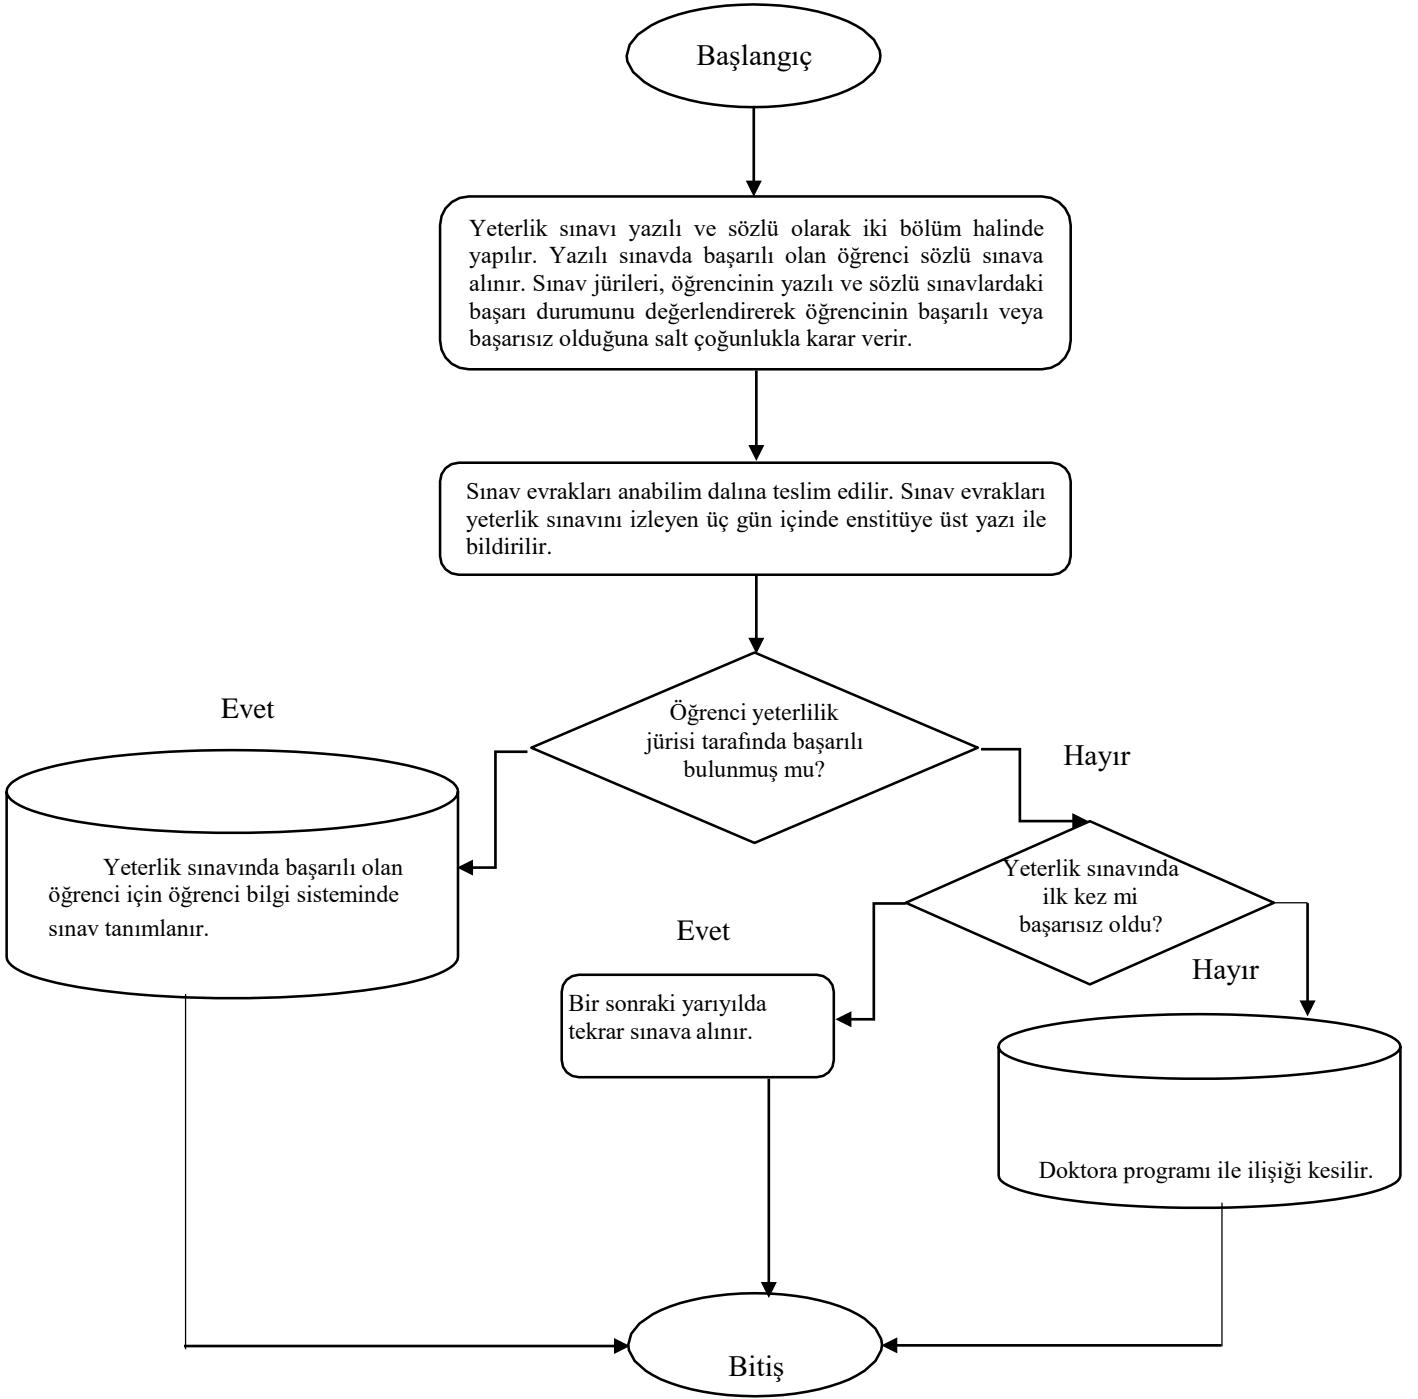 Başlangıç
Yeterlik sınavı yazılı ve sözlü olarak iki bölüm halinde
yapılır. Yazılı sınavda başarılı olan öğrenci sözlü sınava
alınır. Sınav jürileri, öğrencinin yazılı ve sözlü sınavlardaki
başarı durumunu değerlendirerek öğrencinin başarılı veya
başarısız olduğuna salt çoğunlukla karar verir.
Sınav evrakları anabilim dalına teslim edilir. Sınav evrakları
yeterlik sınavını izleyen üç gün içinde enstitüye üst yazı ile
bildirilir.
Öğrenci yeterlilik
jürisi tarafında başarılı
bulunmuş mu?
Evet
Hayır
Yeterlik sınavında başarılı olan
öğrenci için öğrenci bilgi sisteminde
sınav tanımlanır.
Yeterlik sınavında
ilk kez mi
başarısız oldu?
Evet
Hayır
Bir sonraki yarıyılda
tekrar sınava alınır.
Doktora programı ile ilişiği kesilir.
Bitiş